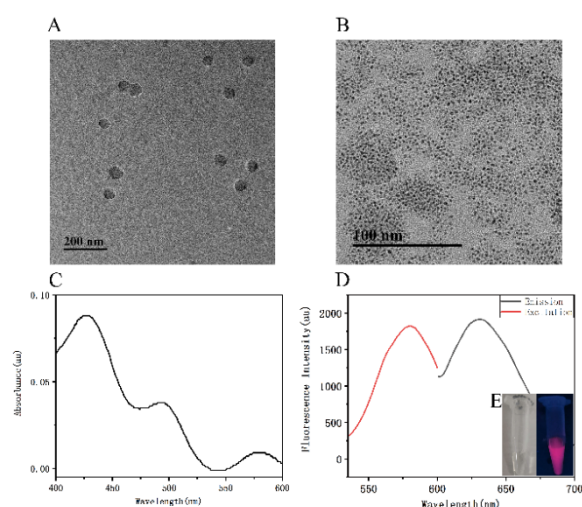 A
B
200 nm
100 nm
C
D
0.10
0.05
0.00
Absorbance(au)
400
450
500
550
600
Wavelength(nm)
Emission
2000
1500
1000
500
0
Fluorescence Intensity(au)
E
550
600
650
700
Wavelength(nm)